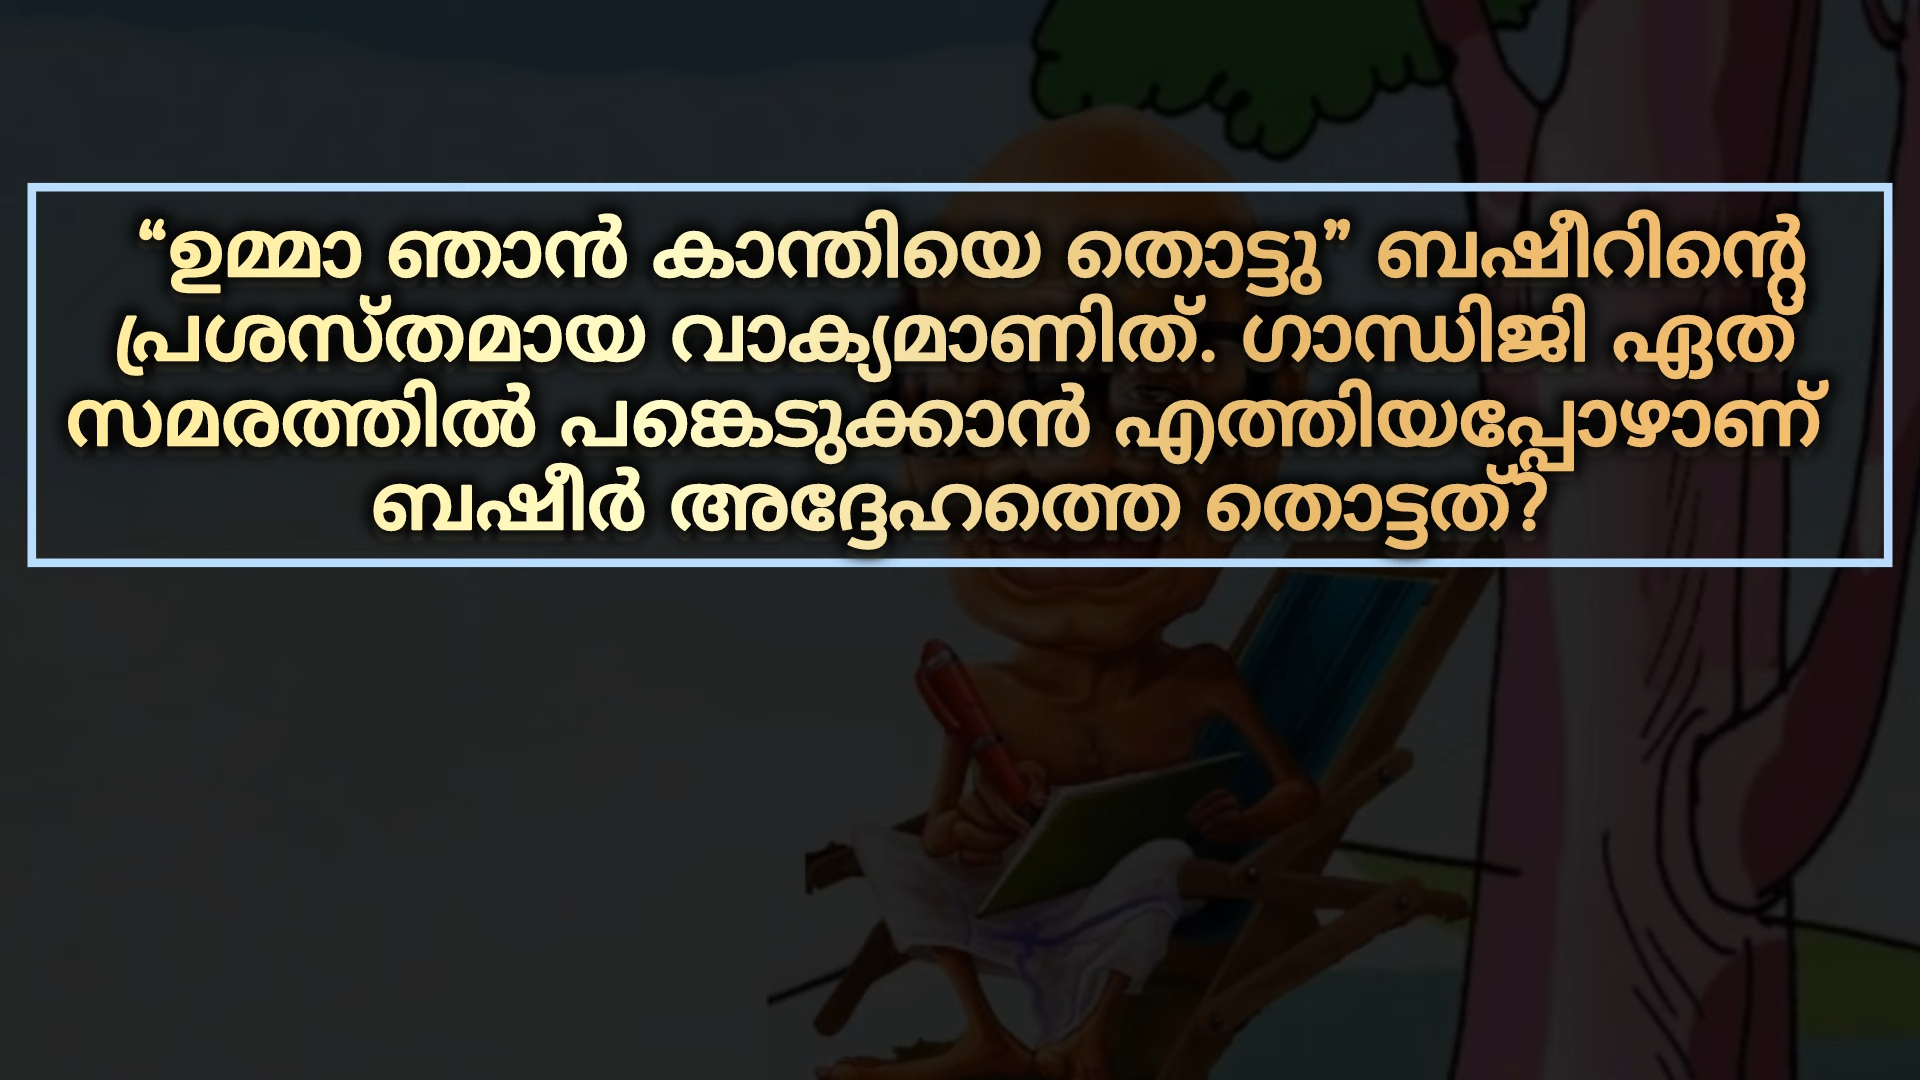 “ഉമ്മാ ഞാൻ കാന്തിയെ തൊട്ടു” ബഷീറിന്റെ
പ്രശസ്തമായ വാക്യമാണിത്. ഗാന്ധിജി ഏത്
സമരത്തിൽ പങ്കെടുക്കാൻ എത്തിയപ്പോഴാണ്
ബഷീർ അദ്ദേഹത്തെ തൊട്ടത്?